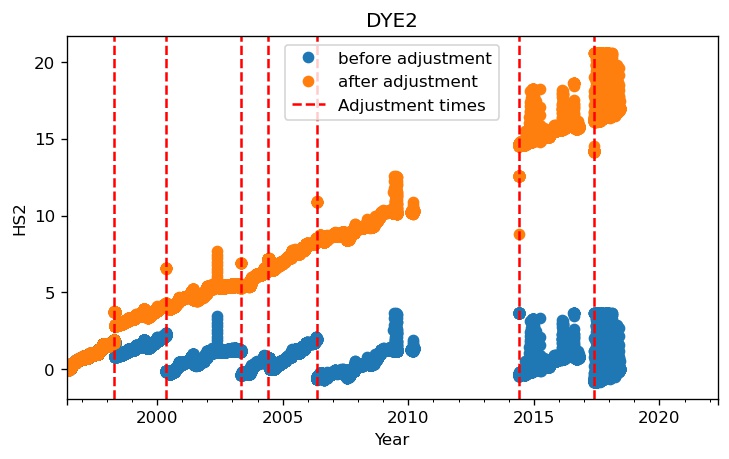 DYE2
before adjustment
after adjustment
Adjustment times
HS2
20
15
10
5
0
2000 2005 2010 2015 2020
Year